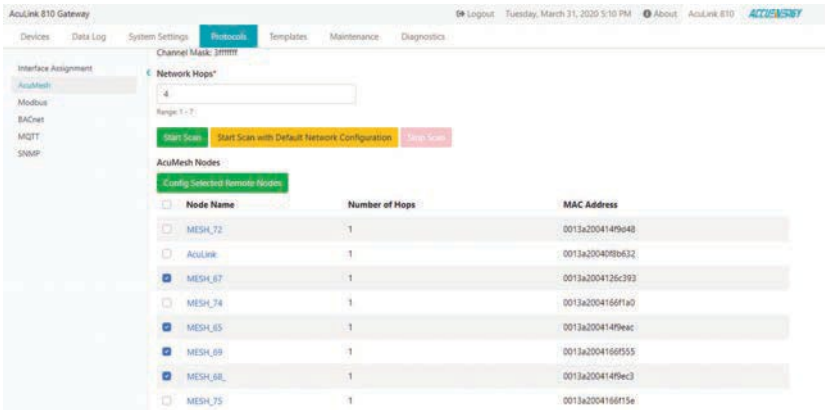 AcuLink 810 Gateway
Logout Tuesday, March 31, 2020 5:10 PM About AcuLink 810 ACCUENERGY
Devices Data Log System Settings Protocols Templates Maintenance Diagnostics
Interface Assignment
AcuMesh
Modbus
BACnet
MQTT
SNMP
Channel Mask: 3fffffff
Network Hops*
4
Range: 1 - 7
Start Scan Start Scan with Default Network Configuration Stop Scan
AcuMesh Nodes
Config Selected Remote Nodes
Node Name Number of Hops MAC Address
MESH_72 1 0013a200414f9d48
AcuLink 1 0013a20040f8b632
MESH_67 1 0013a2004126c393
MESH_74 1 0013a2004166f1a0
MESH_65 1 0013a200414f9eac
MESH_69 1 0013a2004166f555
MESH_68_ 1 0013a200414f9ec3
MESH_75 1 0013a2004166f15e